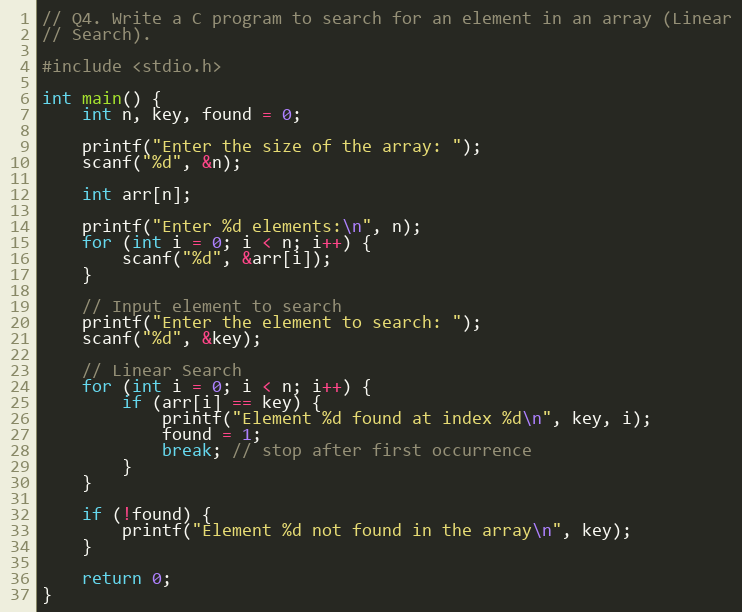 1 // Q4. Write a C program to search for an element in an array (Linear
2 // Search).
3
4 #include <stdio.h>
5
6 int main() {
7     int n, key, found = 0;
8
9     printf("Enter the size of the array: ");
10     scanf("%d", &n);
11
12     int arr[n];
13
14     printf("Enter %d elements:\n", n);
15     for (int i = 0; i < n; i++) {
16         scanf("%d", &arr[i]);
17     }
18
19     // Input element to search
20     printf("Enter the element to search: ");
21     scanf("%d", &key);
22
23     // Linear Search
24     for (int i = 0; i < n; i++) {
25         if (arr[i] == key) {
26             printf("Element %d found at index %d\n", key, i);
27             found = 1;
28             break; // stop after first occurrence
29         }
30     }
31
32     if (!found) {
33         printf("Element %d not found in the array\n", key);
34     }
35
36     return 0;
37 }